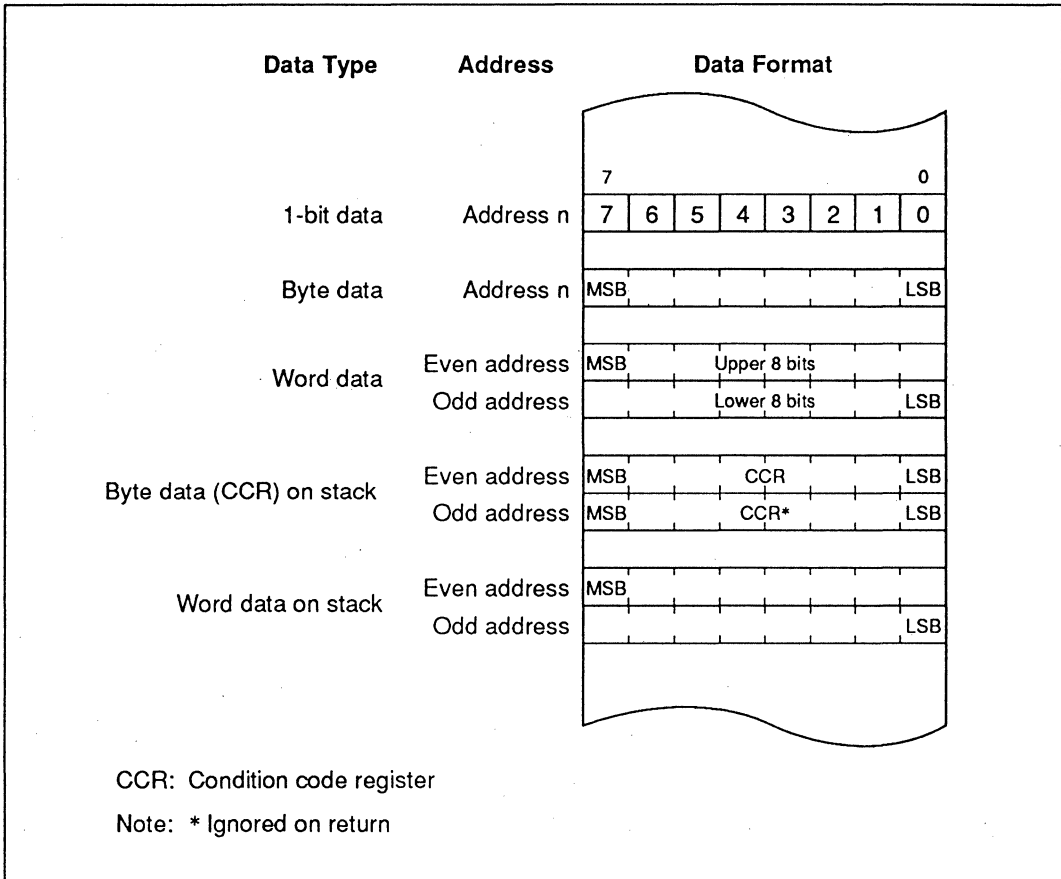 Data Type Address Data Format
7 0
1-bit data Address n 7 6 5 4 3 2 1 0
Byte data Address n MSB LSB
Even address MSB Upper 8 bits
Word data
Odd address Lower 8 bits LSB
Even address MSB CCR LSB
Byte data (CCR) on stack
Odd address MSB CCR* LSB
Even address MSB
Word data on stack
Odd address LSB
CCR: Condition code register
Note: * Ignored on return